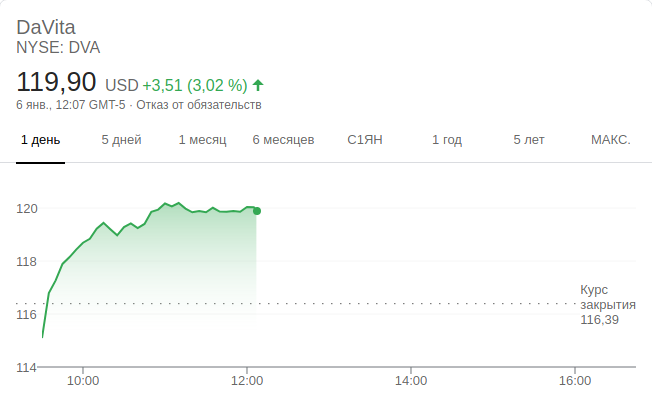 DaVita
NYSE: DVA
119,90 USD +3,51 (3,02 %)
6 янв., 12:07 GMT-5 · Отказ от обязательств
1 день 5 дней 1 месяц 6 месяцев С1ЯН 1 год 5 лет МАКС.
120
118
116
114
Курс
закрытия
116,39
10:00 12:00 14:00 16:00